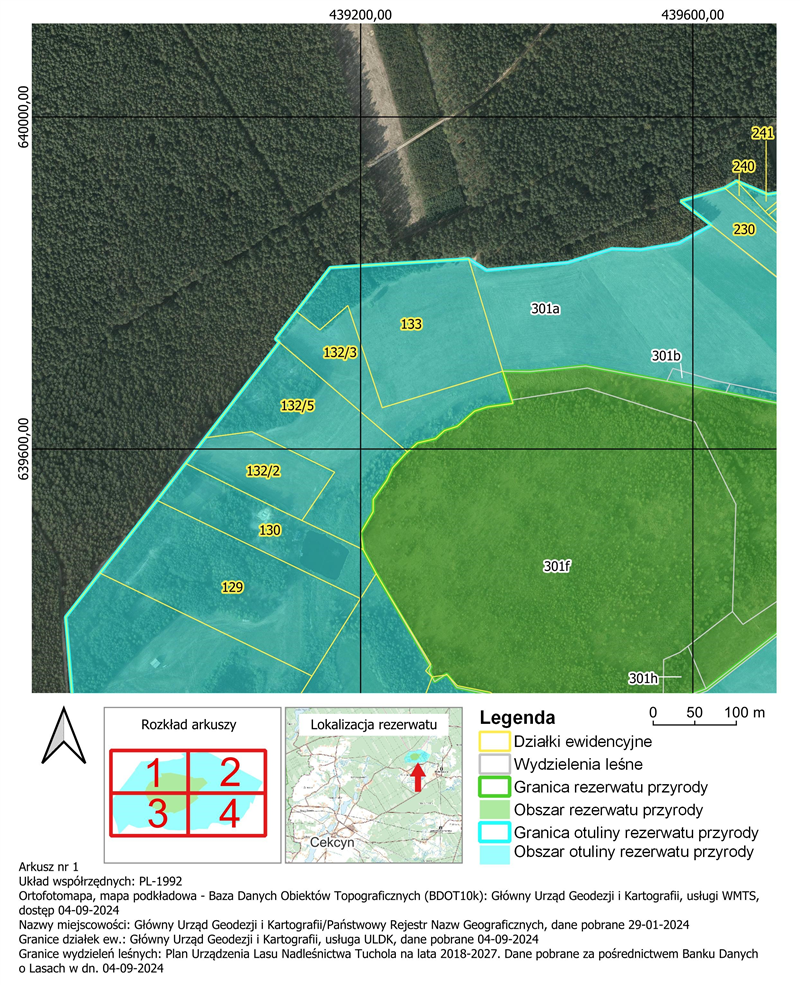 439200,00
439600,00
640000,00
241
240
230
133
301a
132/3
301b
132/5
639600,00
132/2
130
301f
129
301h
Rozkład arkuszy
1
2
3
4
Lokalizacja rezerwatu
Cekcyn
Legenda
0 50 100 m
Działki ewidencyjne
Wydzielenia leśne
Granica rezerwatu przyrody
Obszar rezerwatu przyrody
Granica otuliny rezerwatu przyrody
Obszar otuliny rezerwatu przyrody
Arkusz nr 1
Układ współrzędnych: PL-1992
Ortofotomapa, mapa podkładowa - Baza Danych Obiektów Topograficznych (BDOT10k): Główny Urząd Geodezji i Kartografii, usługi WMTS,
dostęp 04-09-2024
Nazwy miejscowości: Główny Urząd Geodezji i Kartografii/Państwowy Rejestr Nazw Geograficznych, dane pobrane 29-01-2024
Granice działek ew.: Główny Urząd Geodezji i Kartografii, usługa ULDK, dane pobrane 04-09-2024
Granice wydzieleń leśnych: Plan Urządzenia Lasu Nadleśnictwa Tuchola na lata 2018-2027. Dane pobrane za pośrednictwem Banku Danych
o Lasach w dn. 04-09-2024